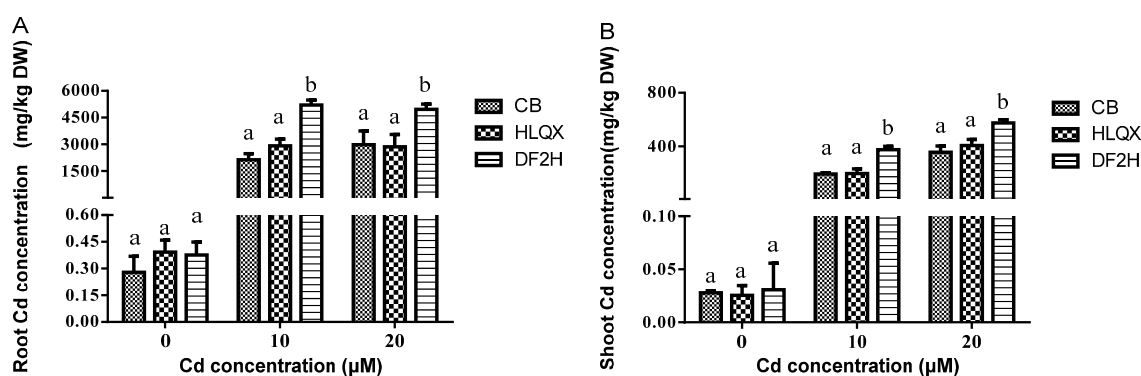 A
Root Cd concentration (mg/kg DW)
6000
4500
3000
1500
0.60
0.45
0.30
0.15
0.00
a a a
a a b
a a b
0 10 20
Cd concentration (μM)
CB
HLQX
DF2H
B
Shoot Cd concentration(mg/kg DW)
800
400
0.10
0.05
0.00
a a a
a a b
a a b
0 10 20
Cd concentration (μM)
CB
HLQX
DF2H